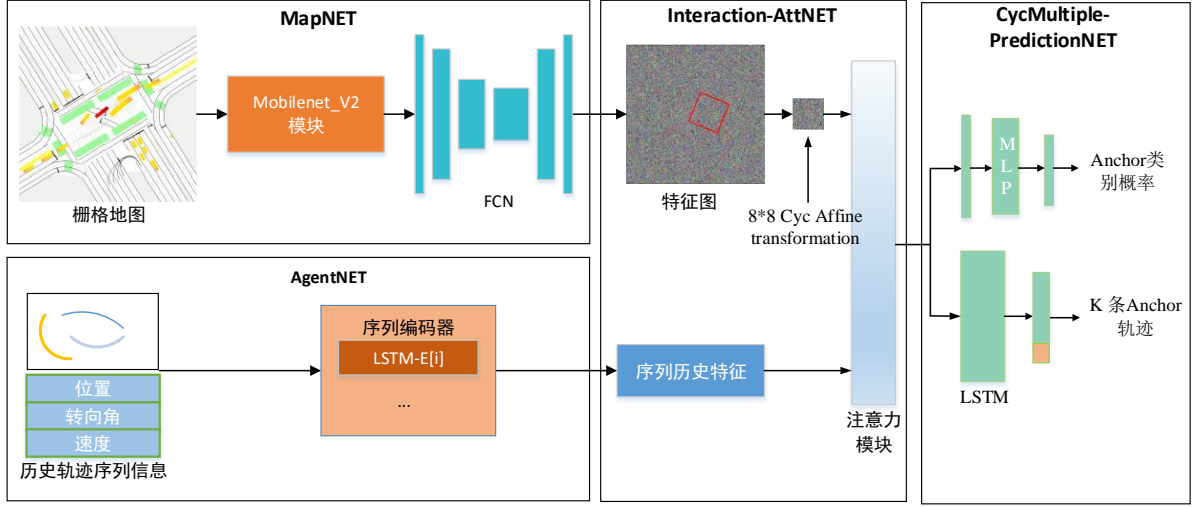 MapNET
Mobilenet_V2
模块
FCN
栅格地图
AgentNET
序列编码器
LSTM-E[i]
...
位置
转向角
速度
历史轨迹序列信息
Interaction-AttNET
特征图
8*8 Cyc Affine
transformation
序列历史特征
注意力
模块
CycMultiple-
PredictionNET
MLP
Anchor类
别概率
LSTM
K 条Anchor
轨迹